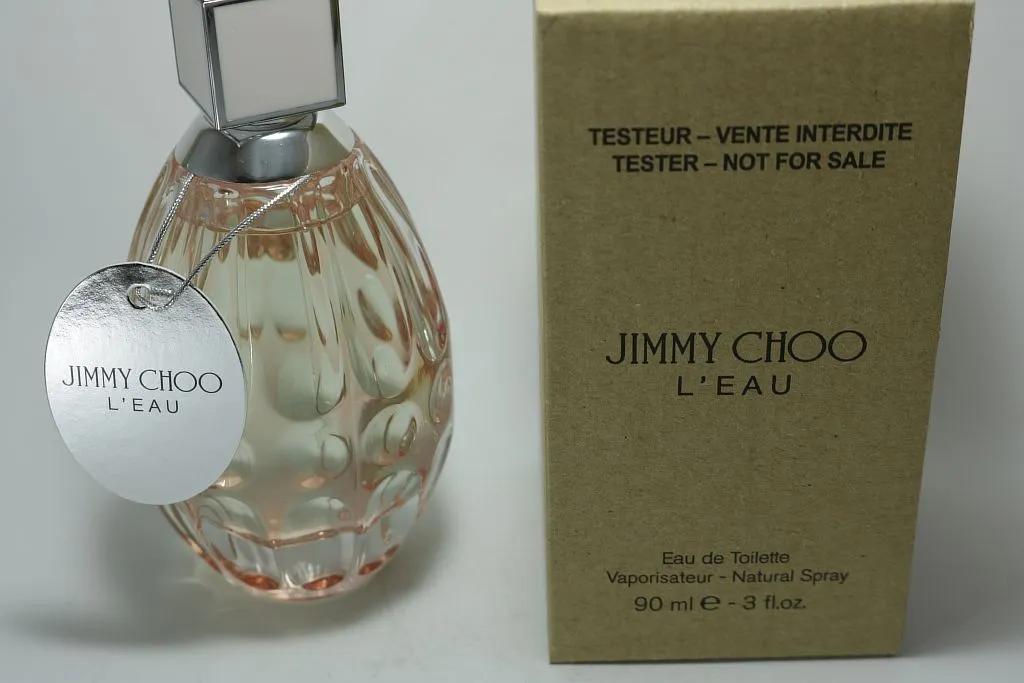 JIMMY CHOO
L'EAU
TESTEUR – VENTE INTERDITE
TESTER – NOT FOR SALE
JIMMY CHOO
L'EAU
Eau de Toilette
Vaporisateur - Natural Spray
90 ml ℮ - 3 fl.oz.